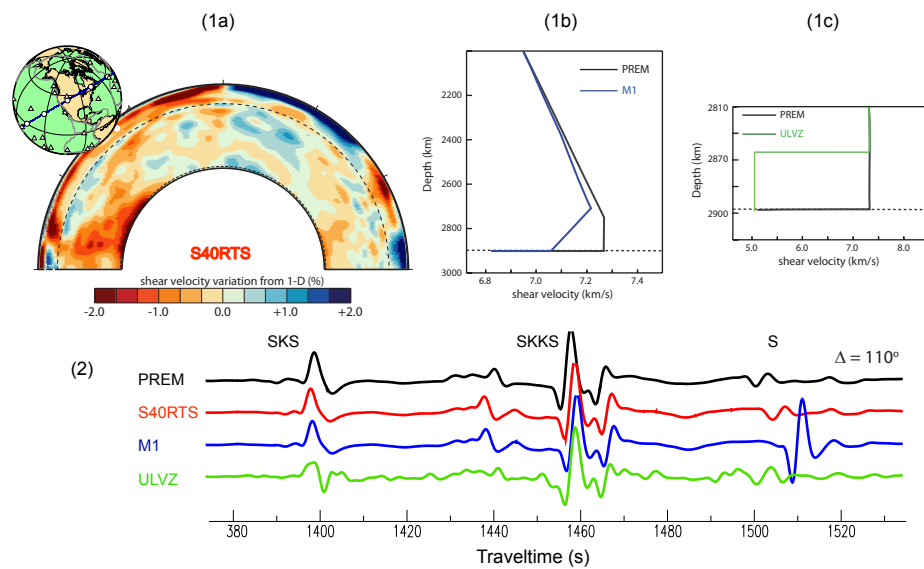 (1a)
(1b)
(1c)
S40RTS
shear velocity variation from 1-D (%)
-2.0 -1.0 0.0 +1.0 +2.0
PREM
M1
2200
2400
2600
2800
3000
Depth (km)
6.8 7.0 7.2 7.4
shear velocity (km/s)
PREM
ULVZ
2810
2870
2900
Depth (km)
5.0 6.0 7.0 8.0
shear velocity (km/s)
(2)
SKS SKKS S
Δ = 110°
PREM
S40RTS
M1
ULVZ
380 1400 1420 1440 1460 1480 1500 1520
Traveltime (s)